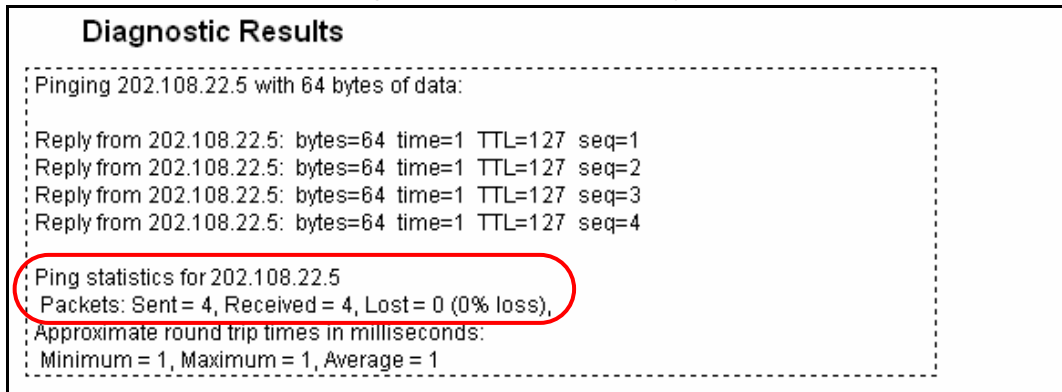 Diagnostic Results
Pinging 202.108.22.5 with 64 bytes of data:
Reply from 202.108.22.5: bytes=64 time=1 TTL=127 seq=1
Reply from 202.108.22.5: bytes=64 time=1 TTL=127 seq=2
Reply from 202.108.22.5: bytes=64 time=1 TTL=127 seq=3
Reply from 202.108.22.5: bytes=64 time=1 TTL=127 seq=4
Ping statistics for 202.108.22.5
Packets: Sent = 4, Received = 4, Lost = 0 (0% loss),
Approximate round trip times in milliseconds:
Minimum = 1, Maximum = 1, Average = 1